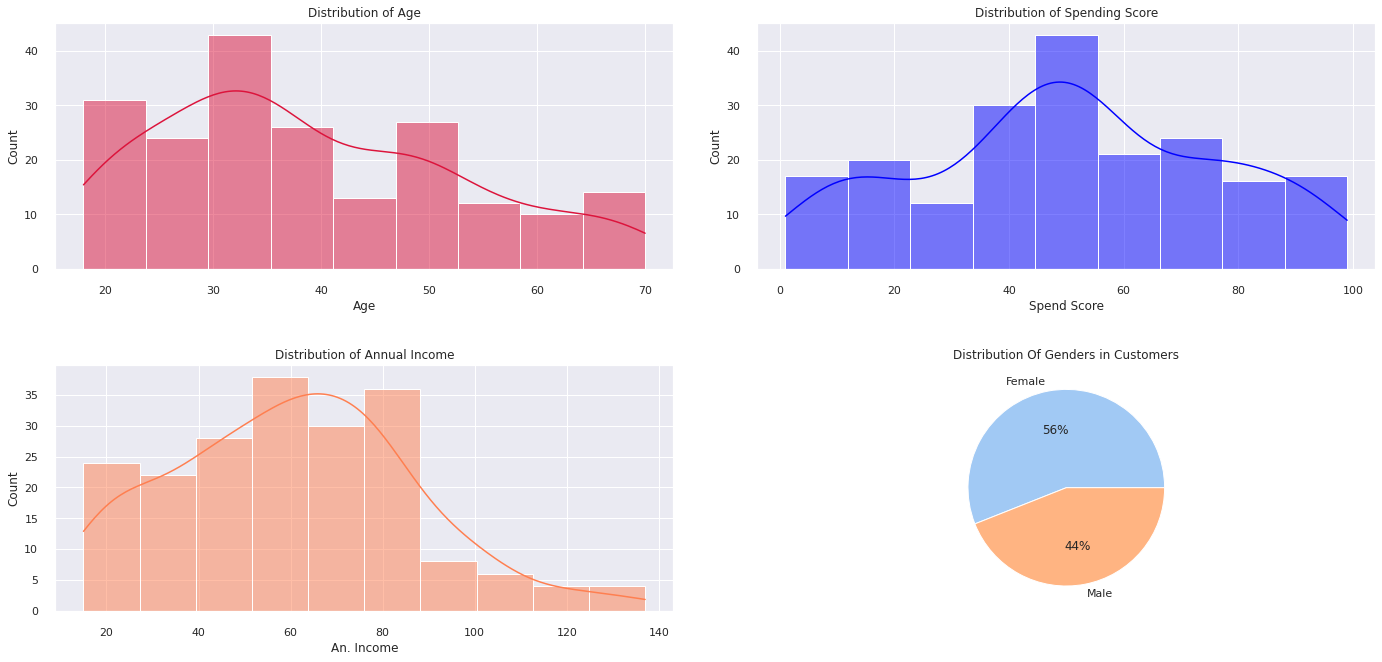 Distribution of Age
Count
40
30
20
10
0
20 30 40 50 60 70
Age
Distribution of Spending Score
Count
40
30
20
10
0
0 20 40 60 80 100
Spend Score
Distribution of Annual Income
Count
35
30
25
20
15
10
5
0
20 40 60 80 100 120 140
An. Income
Distribution Of Genders in Customers
Female
56%
44%
Male